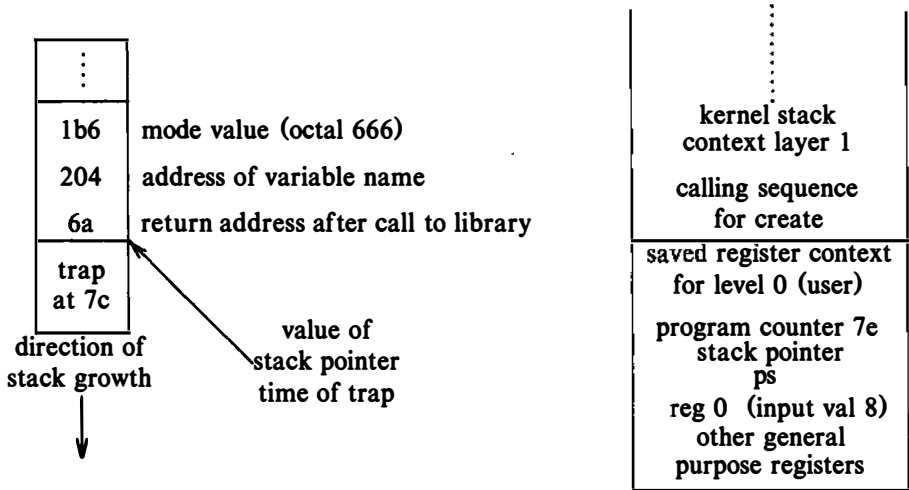 1b6 mode value (octal 666)
204 address of variable name
6a return address after call to library
trap
at 7c
value of
stack pointer
time of trap
direction of
stack growth
kernel stack
context layer 1
calling sequence
for create
saved register context
for level 0 (user)
program counter 7e
stack pointer
ps
reg 0 (input val 8)
other general
purpose registers